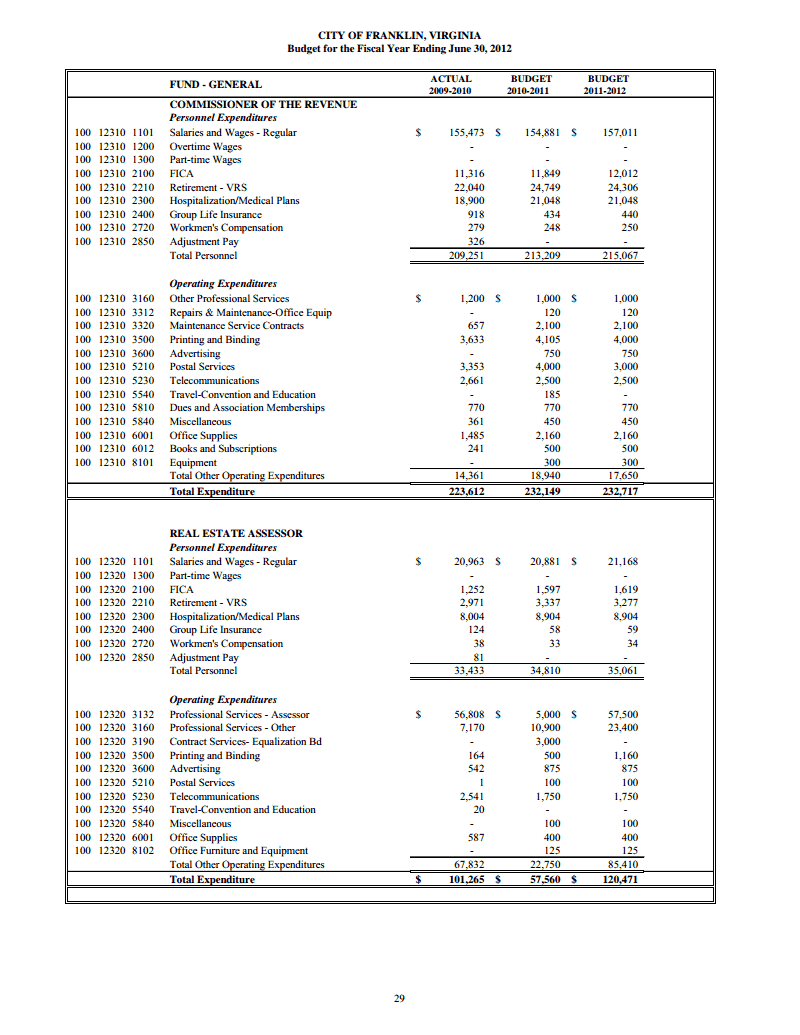 CITY OF FRANKLIN, VIRGINIA
Budget for the Fiscal Year Ending June 30, 2012
FUND - GENERAL ACTUAL 2009-2010 BUDGET 2010-2011 BUDGET 2011-2012
COMMISSIONER OF THE REVENUE
Personnel Expenditures
100 12310 1101 Salaries and Wages - Regular $ 155,473 $ 154,881 $ 157,011
100 12310 1200 Overtime Wages - - -
100 12310 1300 Part-time Wages - - -
100 12310 2100 FICA 11,316 11,849 12,012
100 12310 2210 Retirement - VRS 22,040 24,749 24,306
100 12310 2300 Hospitalization/Medical Plans 18,900 21,048 21,048
100 12310 2400 Group Life Insurance 918 434 440
100 12310 2720 Workmen's Compensation 279 248 250
100 12310 2850 Adjustment Pay 326 - -
Total Personnel 209,251 213,209 215,067
Operating Expenditures
100 12310 3160 Other Professional Services $ 1,200 $ 1,000 $ 1,000
100 12310 3312 Repairs & Maintenance-Office Equip - 120 120
100 12310 3320 Maintenance Service Contracts 657 2,100 2,100
100 12310 3500 Printing and Binding 3,633 4,105 4,000
100 12310 3600 Advertising - 750 750
100 12310 5210 Postal Services 3,353 4,000 3,000
100 12310 5230 Telecommunications 2,661 2,500 2,500
100 12310 5540 Travel-Convention and Education - 185 -
100 12310 5810 Dues and Association Memberships 770 770 770
100 12310 5840 Miscellaneous 361 450 450
100 12310 6001 Office Supplies 1,485 2,160 2,160
100 12310 6012 Books and Subscriptions 241 500 500
100 12310 8101 Equipment - 300 300
Total Other Operating Expenditures 14,361 18,940 17,650
Total Expenditure 223,612 232,149 232,717
REAL ESTATE ASSESSOR
Personnel Expenditures
100 12320 1101 Salaries and Wages - Regular $ 20,963 $ 20,881 $ 21,168
100 12320 1300 Part-time Wages - - -
100 12320 2100 FICA 1,252 1,597 1,619
100 12320 2210 Retirement - VRS 2,971 3,337 3,277
100 12320 2300 Hospitalization/Medical Plans 8,004 8,904 8,904
100 12320 2400 Group Life Insurance 124 58 59
100 12320 2720 Workmen's Compensation 38 33 34
100 12320 2850 Adjustment Pay 81 - -
Total Personnel 33,433 34,810 35,061
Operating Expenditures
100 12320 3132 Professional Services - Assessor $ 56,808 $ 5,000 $ 57,500
100 12320 3160 Professional Services - Other 7,170 10,900 23,400
100 12320 3190 Contract Services- Equalization Bd - 3,000 -
100 12320 3500 Printing and Binding 164 500 1,160
100 12320 3600 Advertising 542 875 875
100 12320 5210 Postal Services 1 100 100
100 12320 5230 Telecommunications 2,541 1,750 1,750
100 12320 5540 Travel-Convention and Education 20 - -
100 12320 5840 Miscellaneous - 100 100
100 12320 6001 Office Supplies 587 400 400
100 12320 8102 Office Furniture and Equipment - 125 125
Total Other Operating Expenditures 67,832 22,750 85,410
Total Expenditure $ 101,265 $ 57,560 $ 120,471
29